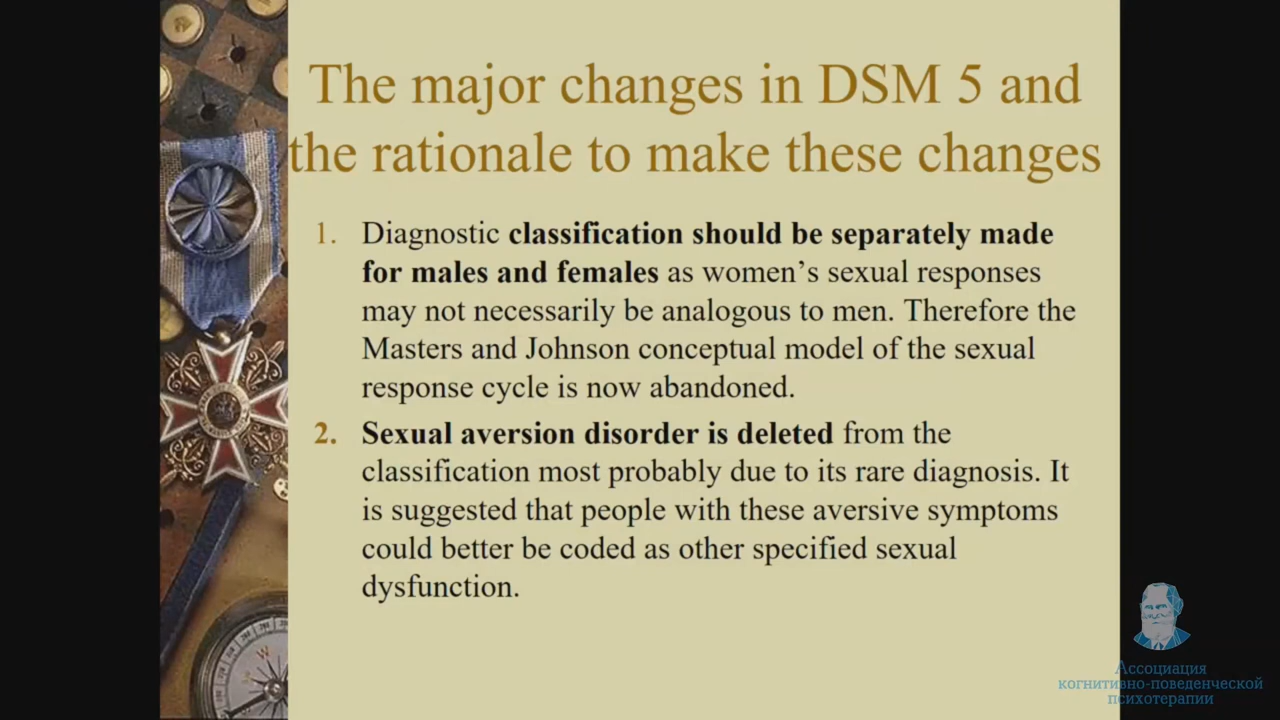 The major changes in DSM 5 and
the rationale to make these changes
1. Diagnostic classification should be separately made
for males and females as women’s sexual responses
may not necessarily be analogous to men. Therefore the
Masters and Johnson conceptual model of the sexual
response cycle is now abandoned.
2. Sexual aversion disorder is deleted from the
classification most probably due to its rare diagnosis. It
is suggested that people with these aversive symptoms
could better be coded as other specified sexual
dysfunction.
Ассоциация
когнитивно-поведенческой
психотерапии